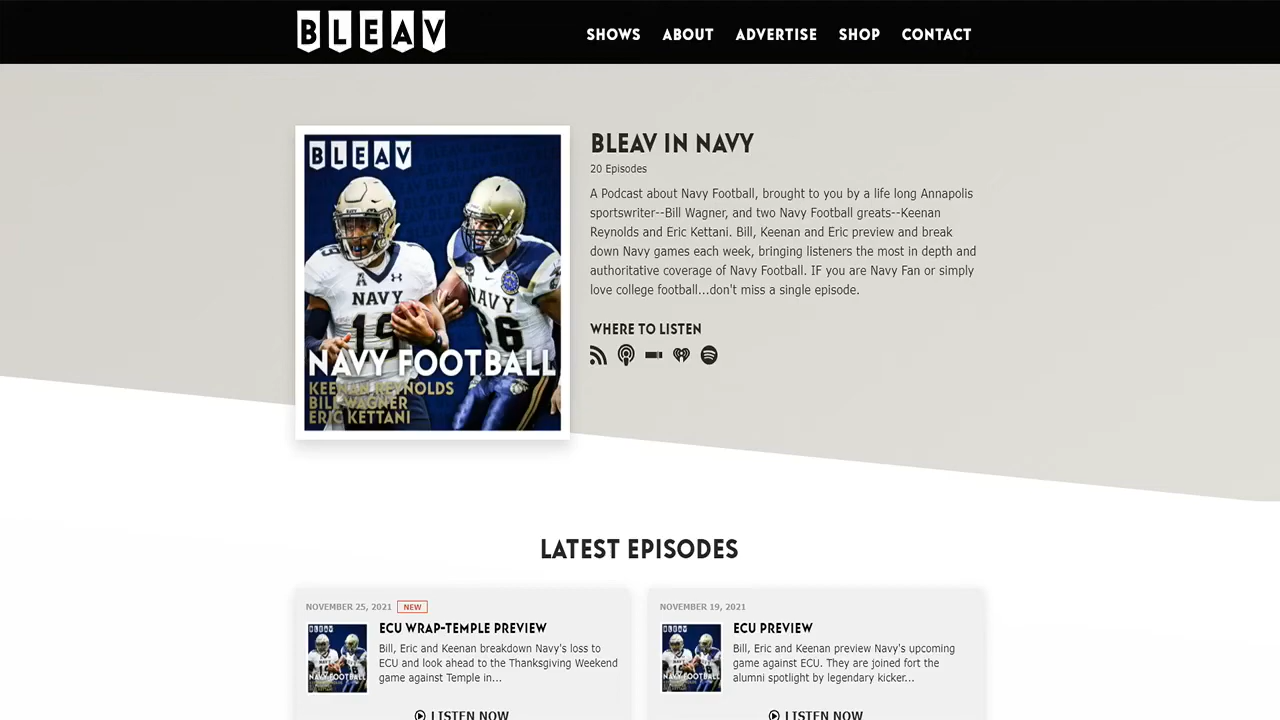 BLEAV
SHOWS ABOUT ADVERTISE SHOP CONTACT
BLEAV
NAVY
19
NAVY
36
NAVY FOOTBALL
KEENAN REYNOLDS
BILL WAGNER
ERIC KETTANI
BLEAV IN NAVY
20 Episodes
A Podcast about Navy Football, brought to you by a life long Annapolis
sportswriter--Bill Wagner, and two Navy Football greats--Keenan
Reynolds and Eric Kettani. Bill, Keenan and Eric preview and break
down Navy games each week, bringing listeners the most in depth and
authoritative coverage of Navy Football. IF you are Navy Fan or simply
love college football...don't miss a single episode.
WHERE TO LISTEN
LATEST EPISODES
NOVEMBER 25, 2021 NEW
ECU WRAP-TEMPLE PREVIEW
Bill, Eric and Keenan breakdown Navy's loss to
ECU and look ahead to the Thanksgiving Weekend
game against Temple in...
LISTEN NOW
NOVEMBER 19, 2021
ECU PREVIEW
Bill, Eric and Keenan preview Navy's upcoming
game against ECU. They are joined fort the
alumni spotlight by legendary kicker...
LISTEN NOW